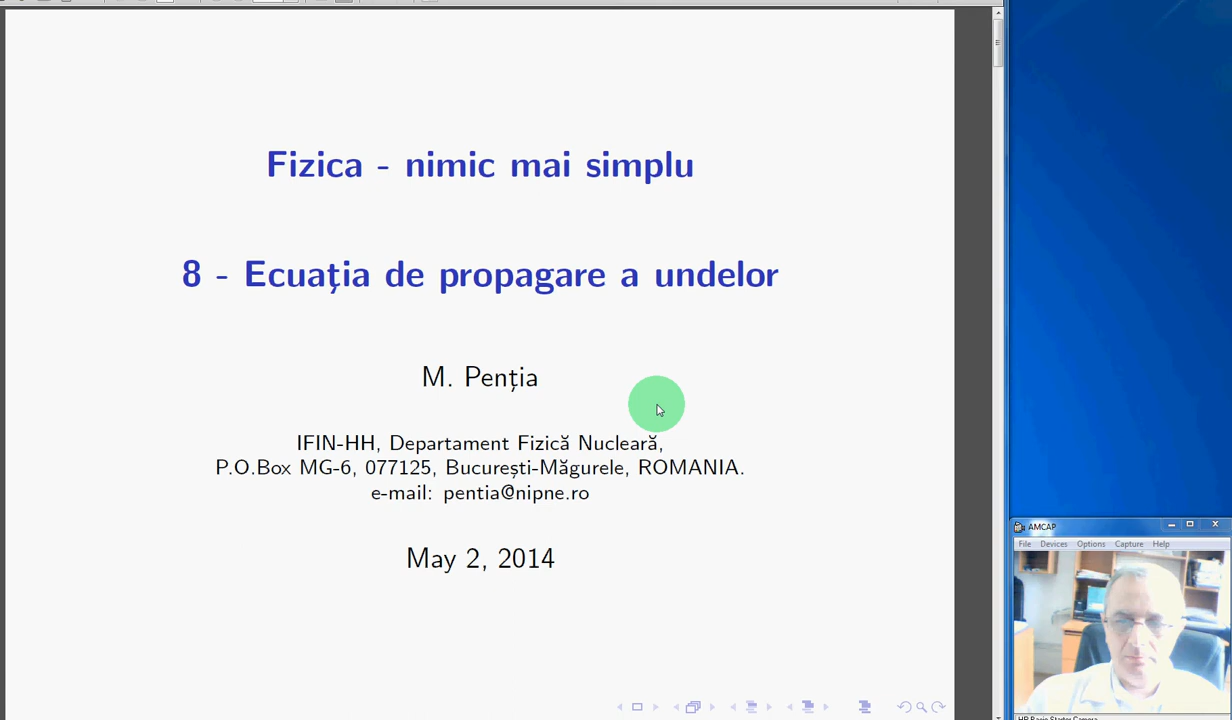 Fizica - nimic mai simplu
8 - Ecuația de propagare a undelor
M. Penția
IFIN-HH, Departament Fizică Nucleară,
P.O.Box MG-6, 077125, București-Măgurele, ROMANIA.
e-mail: pentia@nipne.ro
May 2, 2014
AMCAP
File Devices Options Capture Help